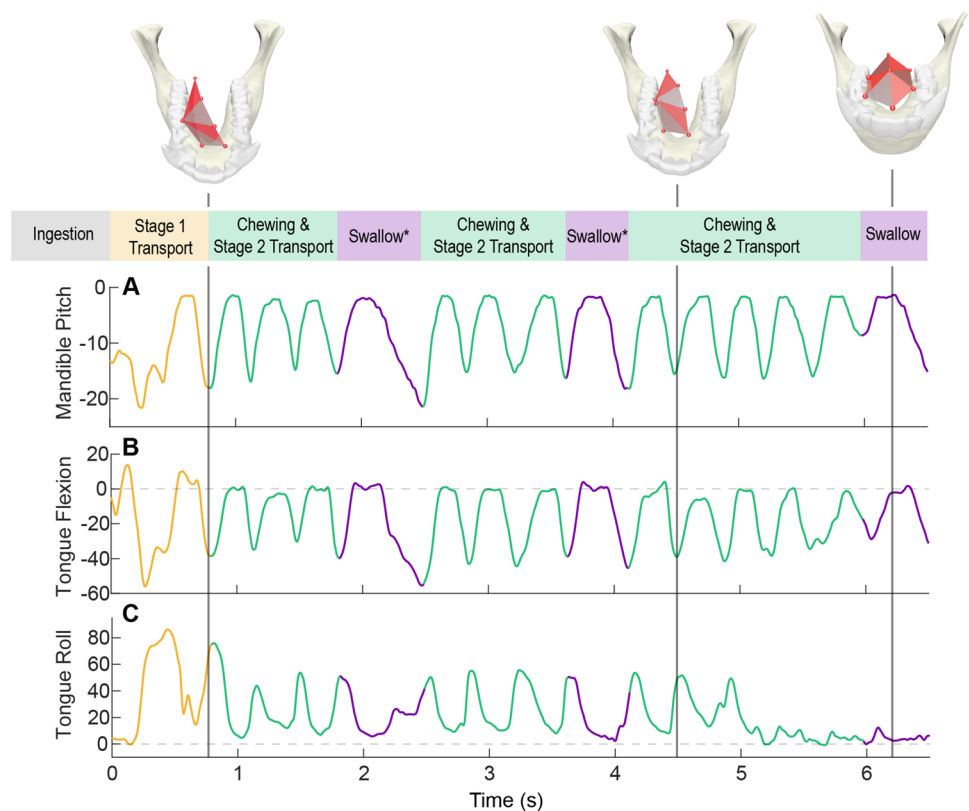 Ingestion
Stage 1
Transport
Chewing &
Stage 2 Transport
Swallow*
Chewing &
Stage 2 Transport
Swallow*
Chewing &
Stage 2 Transport
Swallow
A
Mandible Pitch
0
-10
-20
B
Tongue Flexion
20
0
-20
-40
-60
C
Tongue Roll
80
60
40
20
0
0 1 2 3 4 5 6
Time (s)